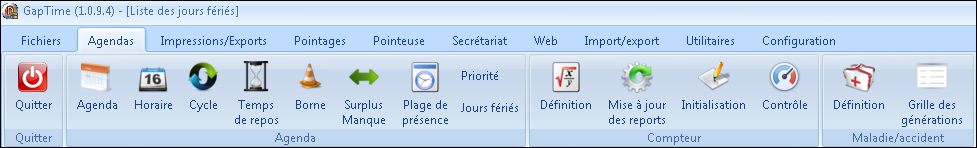 GapTime (1.0.9.4) - [Liste des jours fériés]
Fichiers Agendas Impressions/Exports Pointages Pointeuse Secrétariat Web Import/export Utilitaires Configuration
16
Priorité
Quitter Agenda Horaire Cycle Temps de repos Borne Surplus Manque Plage de présence Jours fériés Définition Mise à jour des reports Initialisation Contrôle Définition Grille des générations
Quitter Agenda Compteur Maladie/accident